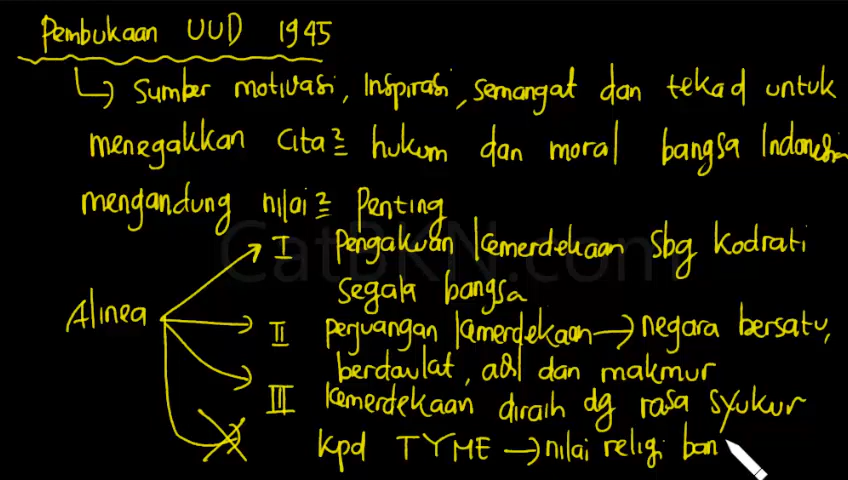 Pembukaan UUD 1945
↳ Sumber motivasi, Inspirasi, semangat dan tekad untuk
menegakkan cita² hukum dan moral bangsa Indonesia
mengandung nilai² Penting
I Pengakuan kemerdekaan sbg kodrati
segala bangsa
Alinea
II perjuangan kemerdekaan → negara bersatu,
berdaulat, adil dan makmur
III kemerdekaan diraih dg rasa syukur
kpd TYME → nilai religi ban
CatBKN.com